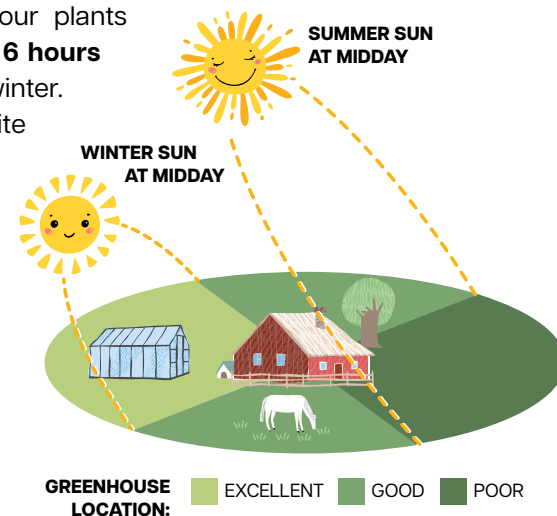 our plants
6 hours
winter.
ite
SUMMER SUN
AT MIDDAY
WINTER SUN
AT MIDDAY
GREENHOUSE
LOCATION:
EXCELLENT
GOOD
POOR